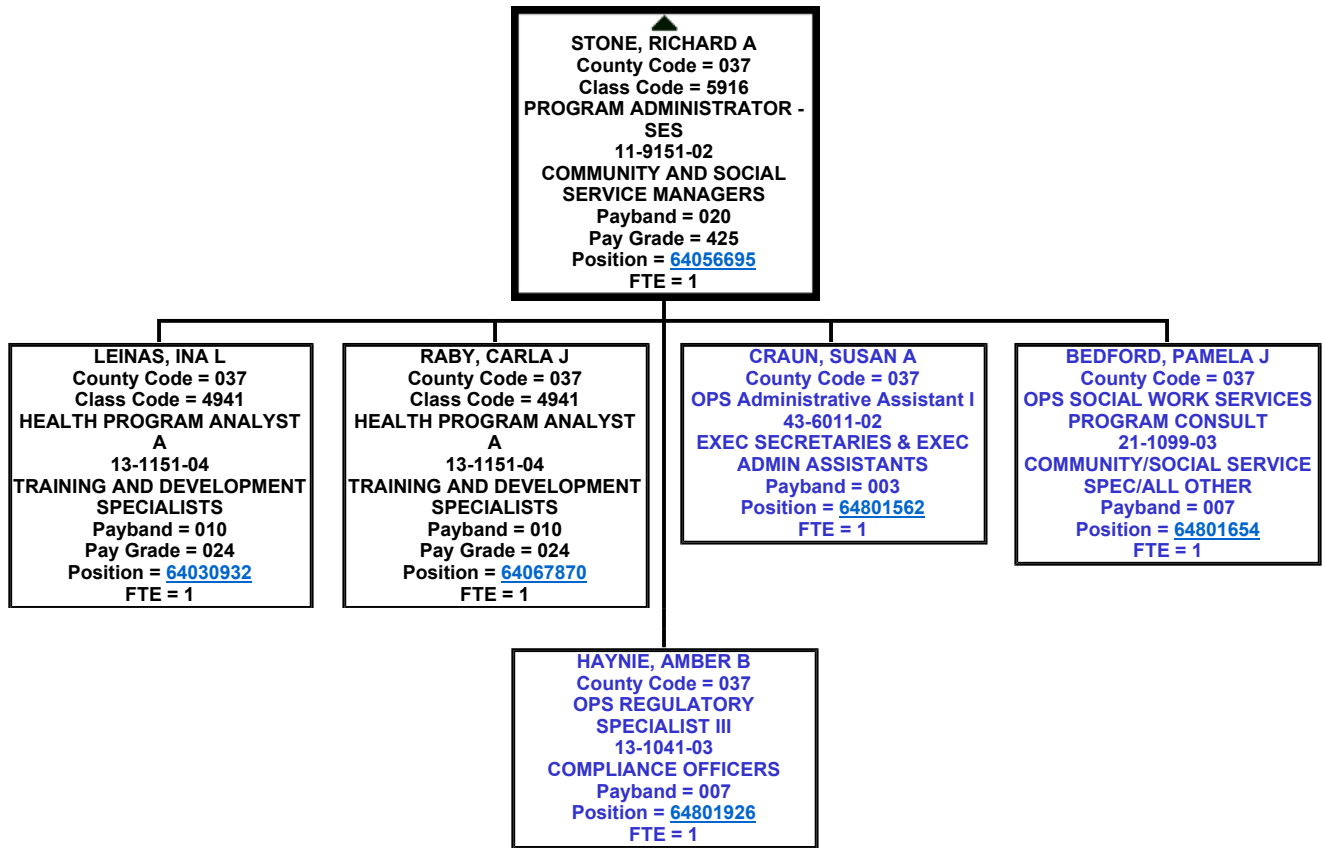 STONE, RICHARD A
County Code = 037
Class Code = 5916
PROGRAM ADMINISTRATOR -
SES
11-9151-02
COMMUNITY AND SOCIAL
SERVICE MANAGERS
Payband = 020
Pay Grade = 425
Position = 64056695
FTE = 1
LEINAS, INA L
County Code = 037
Class Code = 4941
HEALTH PROGRAM ANALYST
A
13-1151-04
TRAINING AND DEVELOPMENT
SPECIALISTS
Payband = 010
Pay Grade = 024
Position = 64030932
FTE = 1
RABY, CARLA J
County Code = 037
Class Code = 4941
HEALTH PROGRAM ANALYST
A
13-1151-04
TRAINING AND DEVELOPMENT
SPECIALISTS
Payband = 010
Pay Grade = 024
Position = 64067870
FTE = 1
CRAUN, SUSAN A
County Code = 037
OPS Administrative Assistant I
43-6011-02
EXEC SECRETARIES & EXEC
ADMIN ASSISTANTS
Payband = 003
Position = 64801562
FTE = 1
BEDFORD, PAMELA J
County Code = 037
OPS SOCIAL WORK SERVICES
PROGRAM CONSULT
21-1099-03
COMMUNITY/SOCIAL SERVICE
SPEC/ALL OTHER
Payband = 007
Position = 64801654
FTE = 1
HAYNIE, AMBER B
County Code = 037
OPS REGULATORY
SPECIALIST III
13-1041-03
COMPLIANCE OFFICERS
Payband = 007
Position = 64801926
FTE = 1